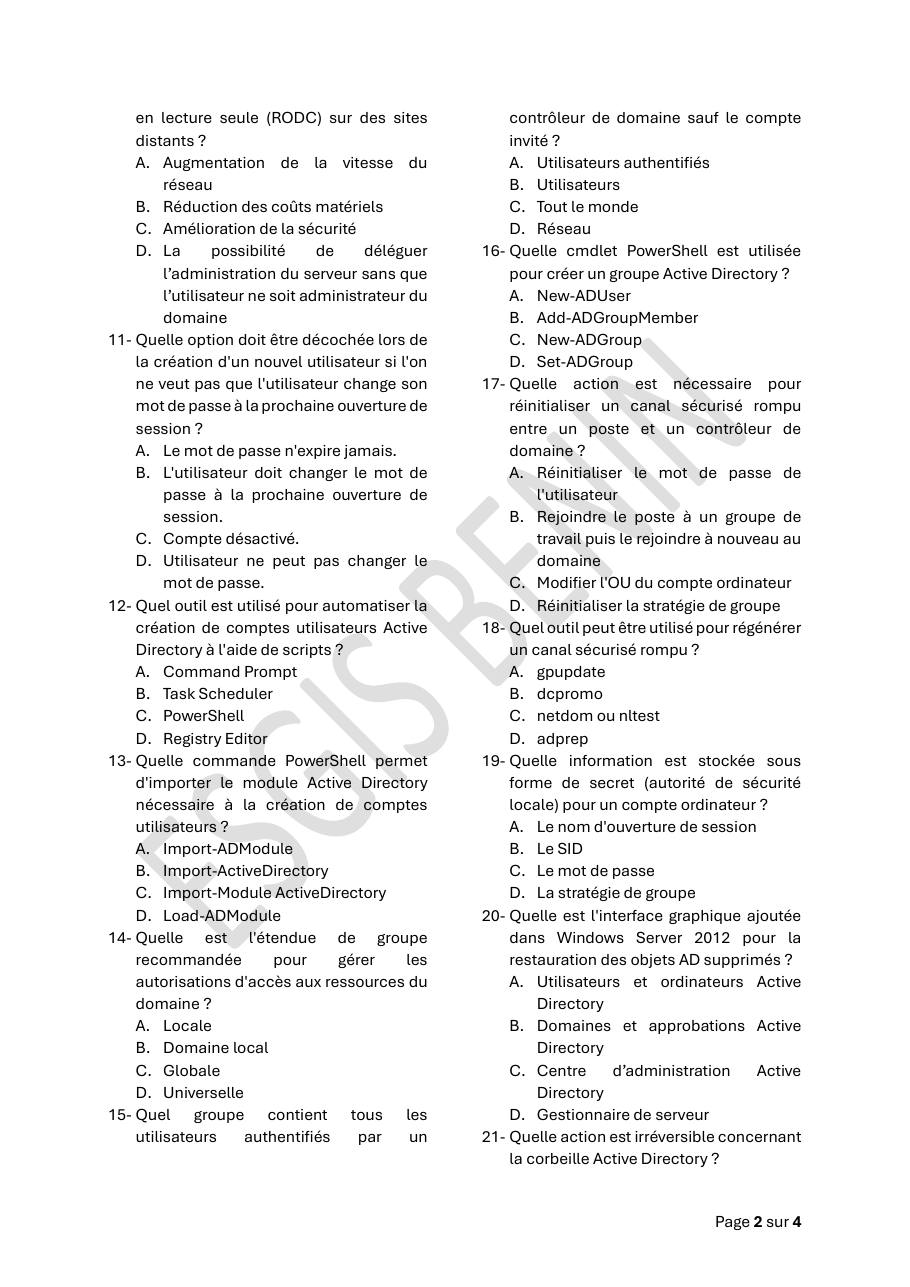 en lecture seule (RODC) sur des sites
distants ?
A. Augmentation de la vitesse du
réseau
B. Réduction des coûts matériels
C. Amélioration de la sécurité
D. La possibilité de déléguer
l’administration du serveur sans que
l’utilisateur ne soit administrateur du
domaine
11- Quelle option doit être décochée lors de
la création d'un nouvel utilisateur si l'on
ne veut pas que l'utilisateur change son
mot de passe à la prochaine ouverture de
session ?
A. Le mot de passe n'expire jamais.
B. L'utilisateur doit changer le mot de
passe à la prochaine ouverture de
session.
C. Compte désactivé.
D. Utilisateur ne peut pas changer le
mot de passe.
12- Quel outil est utilisé pour automatiser la
création de comptes utilisateurs Active
Directory à l'aide de scripts ?
A. Command Prompt
B. Task Scheduler
C. PowerShell
D. Registry Editor
13- Quelle commande PowerShell permet
d'importer le module Active Directory
nécessaire à la création de comptes
utilisateurs ?
A. Import-ADModule
B. Import-ActiveDirectory
C. Import-Module ActiveDirectory
D. Load-ADModule
14- Quelle est l'étendue de groupe
recommandée pour gérer les
autorisations d'accès aux ressources du
domaine ?
A. Locale
B. Domaine local
C. Globale
D. Universelle
15- Quel groupe contient tous les
utilisateurs authentifiés par un
contrôleur de domaine sauf le compte
invité ?
A. Utilisateurs authentifiés
B. Utilisateurs
C. Tout le monde
D. Réseau
16- Quelle cmdlet PowerShell est utilisée
pour créer un groupe Active Directory ?
A. New-ADUser
B. Add-ADGroupMember
C. New-ADGroup
D. Set-ADGroup
17- Quelle action est nécessaire pour
réinitialiser un canal sécurisé rompu
entre un poste et un contrôleur de
domaine ?
A. Réinitialiser le mot de passe de
l'utilisateur
B. Rejoindre le poste à un groupe de
travail puis le rejoindre à nouveau au
domaine
C. Modifier l'OU du compte ordinateur
D. Réinitialiser la stratégie de groupe
18- Quel outil peut être utilisé pour régénérer
un canal sécurisé rompu ?
A. gpupdate
B. dcpromo
C. netdom ou nltest
D. adprep
19- Quelle information est stockée sous
forme de secret (autorité de sécurité
locale) pour un compte ordinateur ?
A. Le nom d'ouverture de session
B. Le SID
C. Le mot de passe
D. La stratégie de groupe
20- Quelle est l'interface graphique ajoutée
dans Windows Server 2012 pour la
restauration des objets AD supprimés ?
A. Utilisateurs et ordinateurs Active
Directory
B. Domaines et approbations Active
Directory
C. Centre d’administration Active
Directory
D. Gestionnaire de serveur
21- Quelle action est irréversible concernant
la corbeille Active Directory ?
ESGIS BENIN
Page 2 sur 4